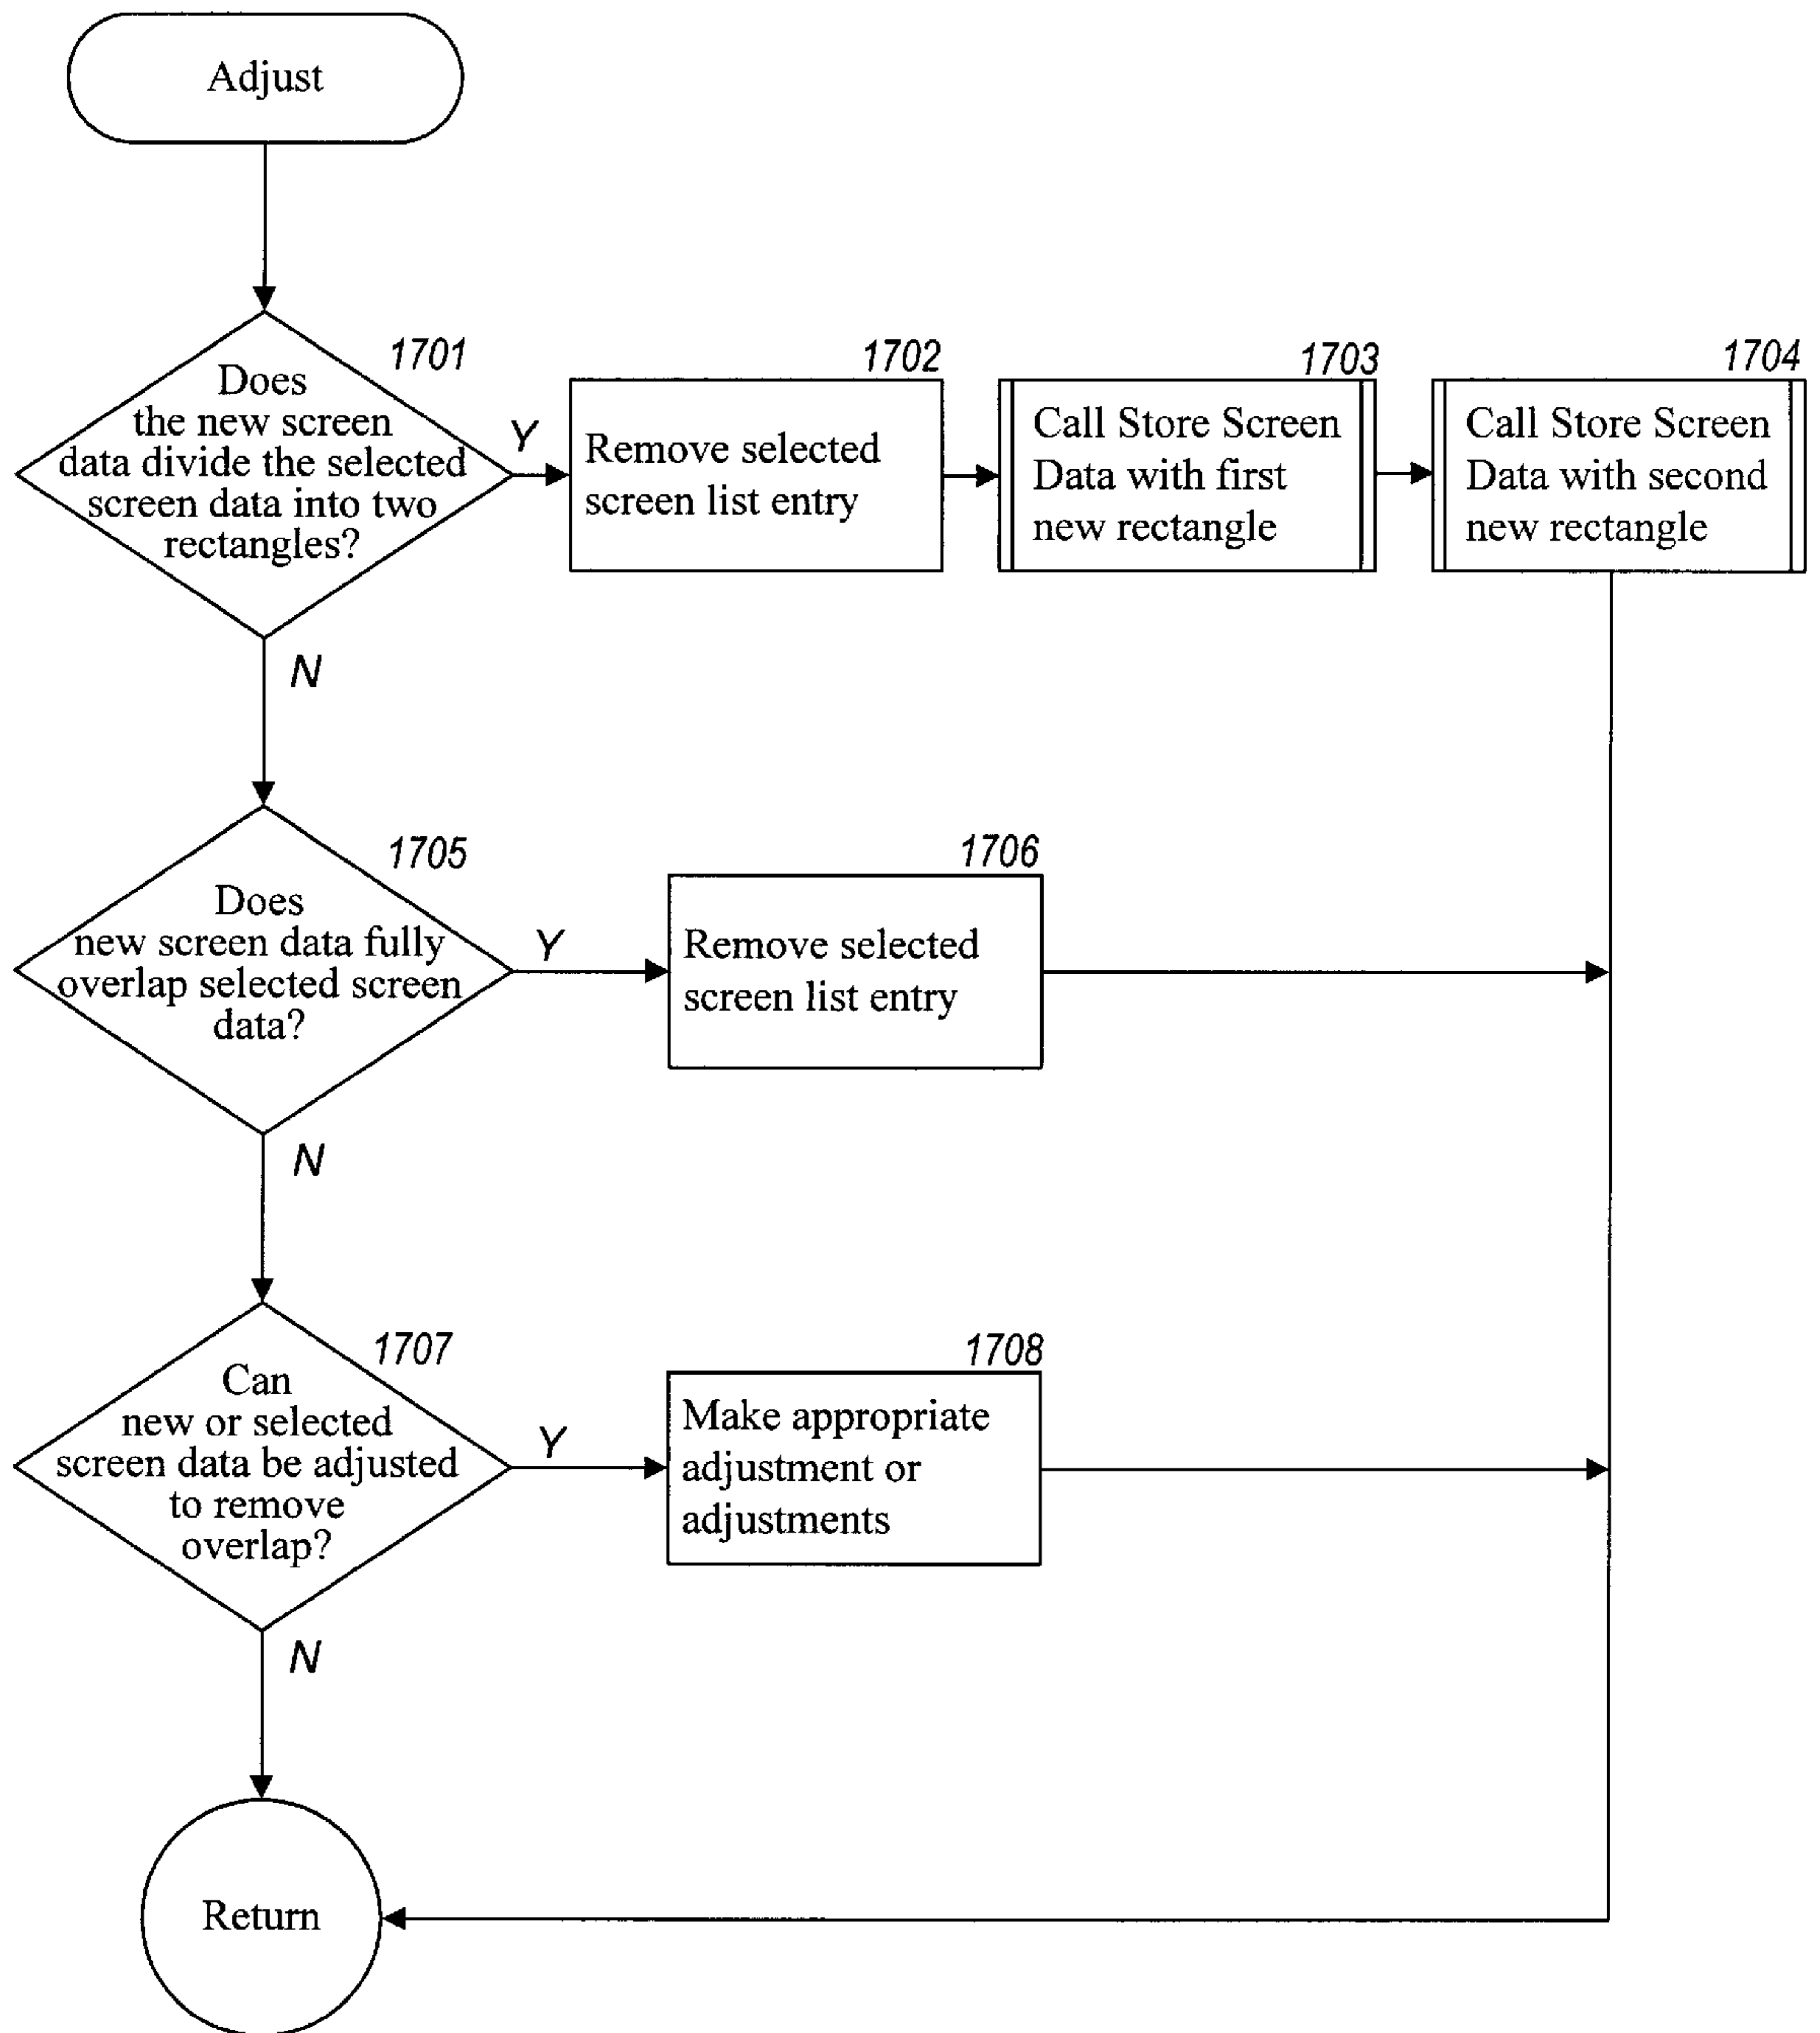 Adjust
1701
Does
the new screen
data divide the selected
screen data into two
rectangles?
Y
1702
Remove selected
screen list entry
1703
Call Store Screen
Data with first
new rectangle
1704
Call Store Screen
Data with second
new rectangle
N
1705
Does
new screen data fully
overlap selected screen
data?
Y
1706
Remove selected
screen list entry
N
1707
Can
new or selected
screen data be adjusted
to remove
overlap?
Y
1708
Make appropriate
adjustment or
adjustments
N
Return